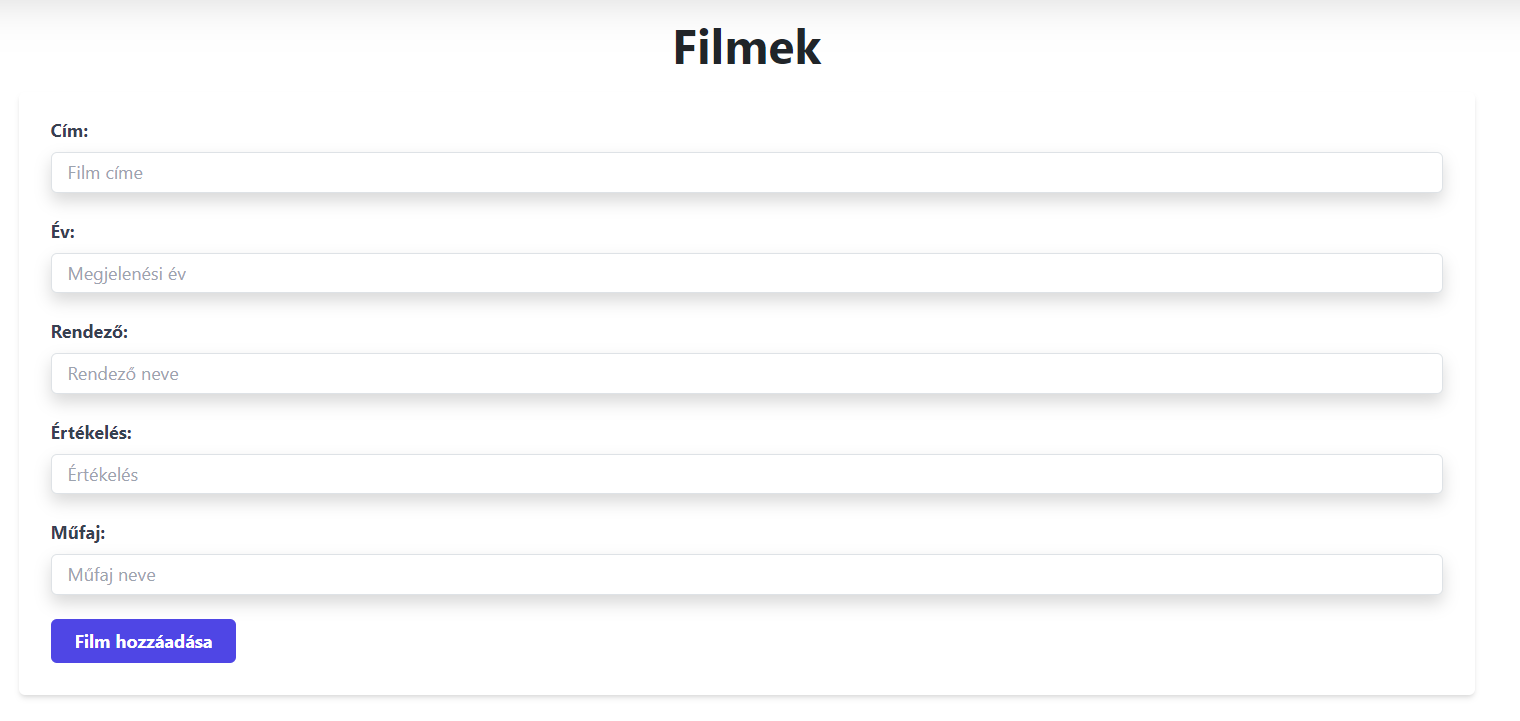 Filmek
Cím:
Film címe
Év:
Megjelenési év
Rendező:
Rendező neve
Értékelés:
Értékelés
Műfaj:
Műfaj neve
Film hozzáadása